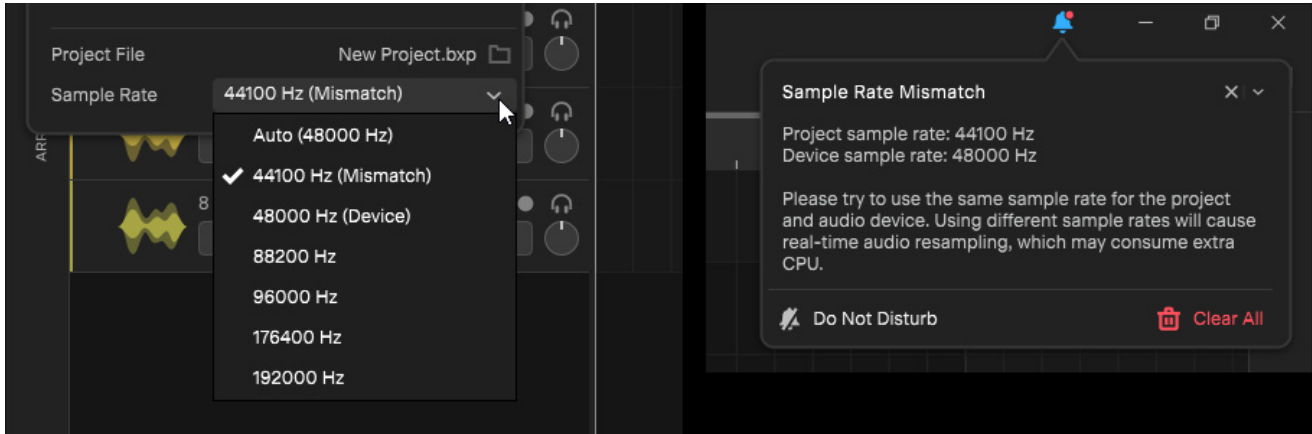 Project File
New Project.bxp
Sample Rate
44100 Hz (Mismatch)
Auto (48000 Hz)
44100 Hz (Mismatch)
48000 Hz (Device)
88200 Hz
96000 Hz
176400 Hz
192000 Hz
8
Sample Rate Mismatch
Project sample rate: 44100 Hz
Device sample rate: 48000 Hz
Please try to use the same sample rate for the project
and audio device. Using different sample rates will cause
real-time audio resampling, which may consume extra
CPU.
Do Not Disturb
Clear All